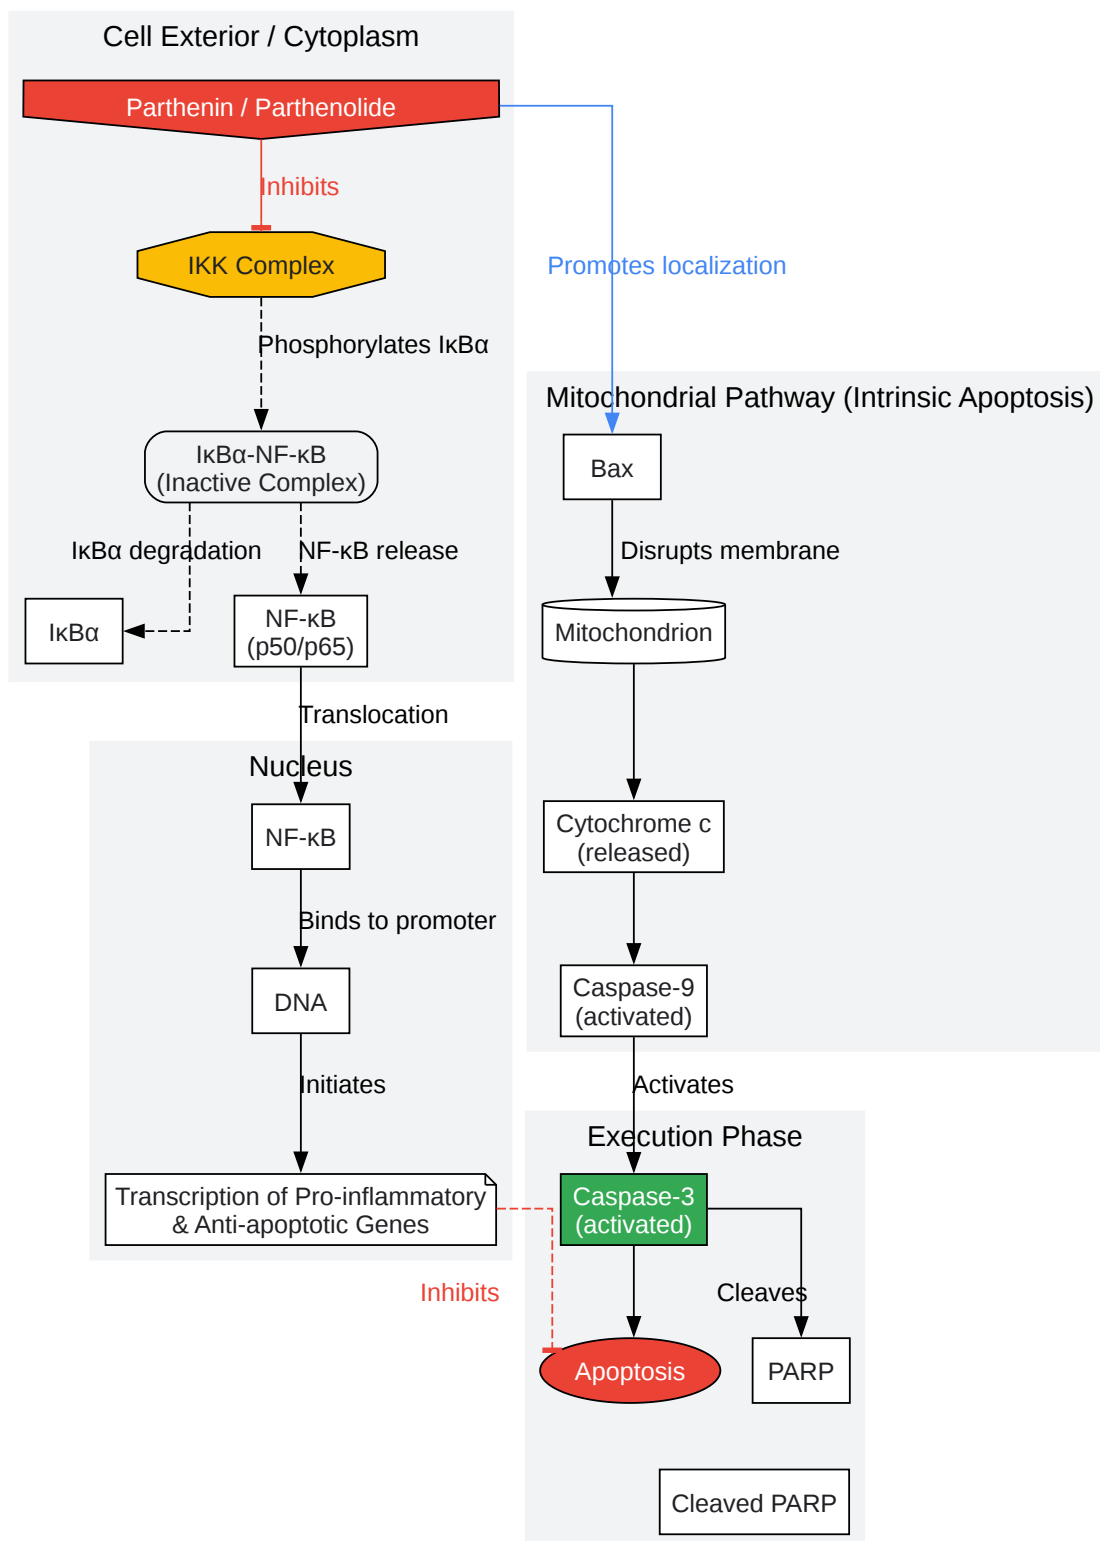 Cell Exterior / Cytoplasm
Parthenin / Parthenolide
Inhibits
IKK Complex
Promotes localization
Phosphorylates IκBα
Mitochondrial Pathway (Intrinsic Apoptosis)
IκBα-NF-κB
(Inactive Complex)
Bax
IκBα degradation
NF-κB release
Disrupts membrane
IκBα
NF-κB
(p50/p65)
Mitochondrion
Translocation
Nucleus
NF-κB
Cytochrome c
(released)
Binds to promoter
DNA
Caspase-9
(activated)
Initiates
Activates
Execution Phase
Transcription of Pro-inflammatory
& Anti-apoptotic Genes
Caspase-3
(activated)
Inhibits
Cleaves
Apoptosis
PARP
Cleaved PARP